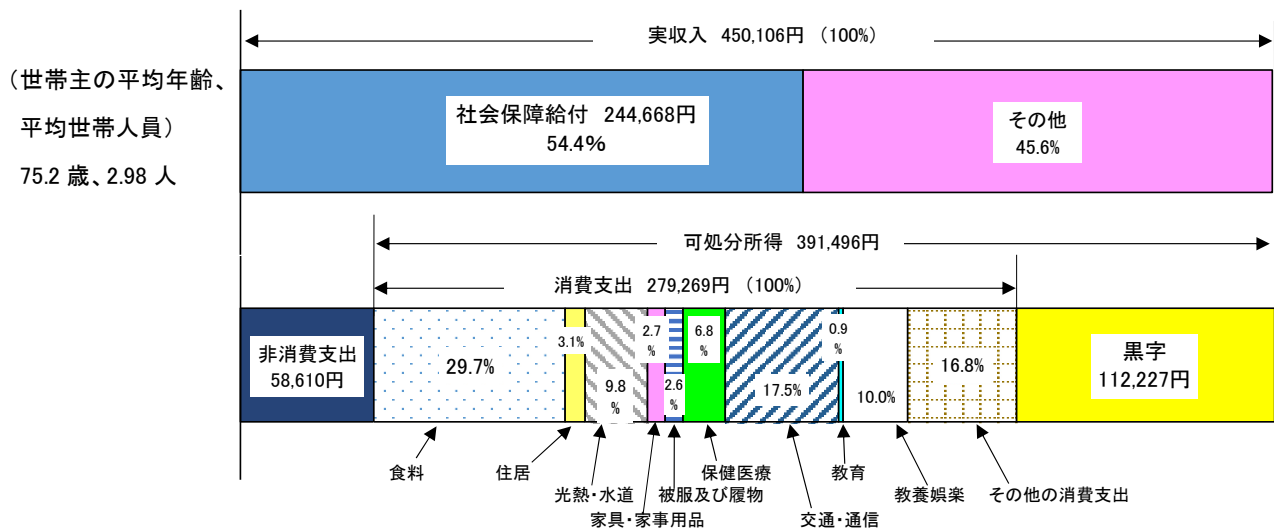 実収入 450,106円 (100%)
(世帯主の平均年齢、
平均世帯人員)
75.2 歳、2.98 人
社会保障給付 244,668円
54.4%
その他
45.6%
可処分所得 391,496円
消費支出 279,269円 (100%)
非消費支出
58,610円
29.7%
3.1%
9.8
%
2.7
%
2.6
%
6.8
%
17.5%
0.9
%
10.0%
16.8%
黒字
112,227円
食料
住居
光熱・水道
家具・家事用品
被服及び履物
保健医療
交通・通信
教育
教養娯楽
その他の消費支出